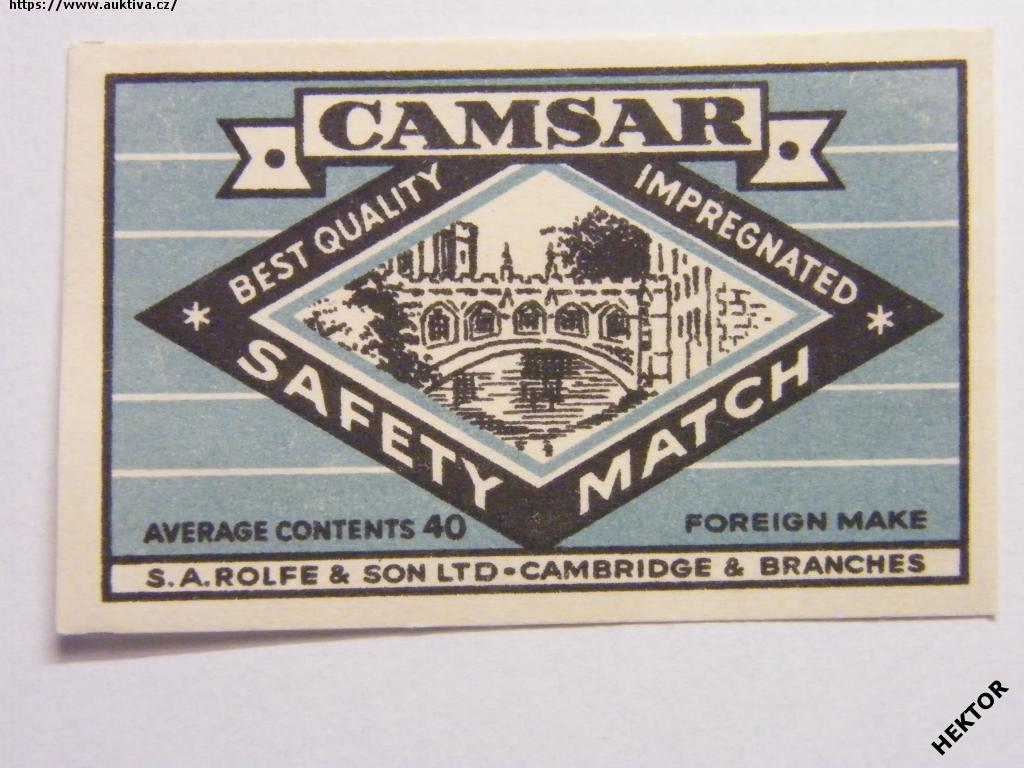 https://www.auktiva.cz/
CAMSAR
BEST QUALITY
IMPREGNATED
SAFETY MATCH
AVERAGE CONTENTS 40
FOREIGN MAKE
S.A.ROLFE & SON LTD-CAMBRIDGE & BRANCHES
HEKTOR